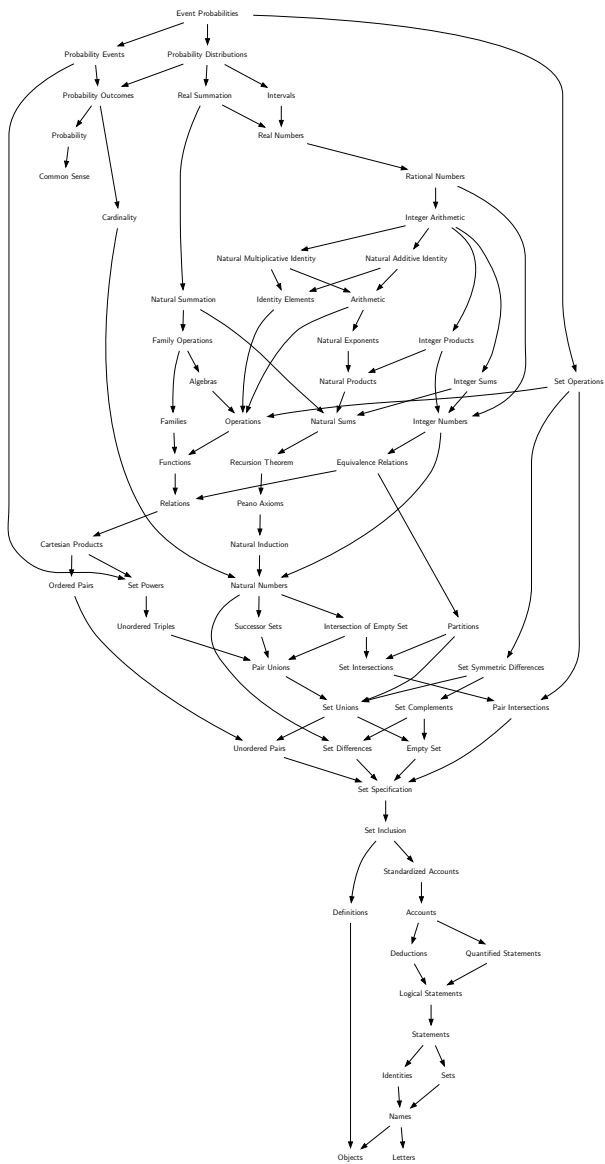 Event Probabilities
Probability Events
Probability Distributions
Probability Outcomes
Real Summation
Intervals
Probability
Real Numbers
Common Sense
Rational Numbers
Cardinality
Integer Arithmetic
Natural Multiplicative Identity
Natural Additive Identity
Natural Summation
Identity Elements
Arithmetic
Family Operations
Natural Exponents
Integer Products
Algebras
Natural Products
Integer Sums
Set Operations
Families
Operations
Natural Sums
Integer Numbers
Functions
Recursion Theorem
Equivalence Relations
Relations
Peano Axioms
Cartesian Products
Natural Induction
Ordered Pairs
Set Powers
Natural Numbers
Unordered Triples
Successor Sets
Intersection of Empty Set
Partitions
Pair Unions
Set Intersections
Set Symmetric Differences
Set Unions
Set Complements
Pair Intersections
Unordered Pairs
Set Differences
Empty Set
Set Specification
Set Inclusion
Standardized Accounts
Definitions
Accounts
Deductions
Quantified Statements
Logical Statements
Statements
Identities
Sets
Names
Objects
Letters